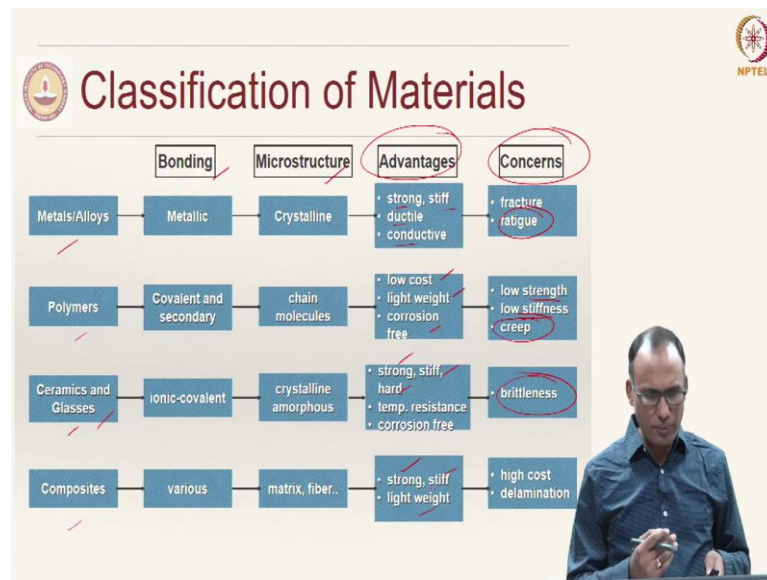 NPTEL
Classification of Materials
Bonding
Microstructure
Advantages
Concerns
Metals/Alloys
Metallic
Crystalline
• strong, stiff
• ductile
• conductive
• fracture
• fatigue
Polymers
Covalent and
secondary
chain
molecules
• low cost
• light weight
• corrosion
free
• low strength
• low stiffness
• creep
Ceramics and
Glasses
ionic-covalent
crystalline
amorphous
• strong, stiff,
hard
• temp. resistance
• corrosion free
• brittleness
Composites
various
matrix, fiber..
• strong, stiff
• light weight
• high cost
• delamination